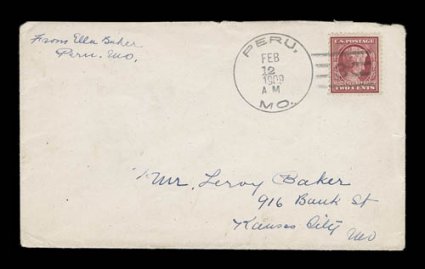 From Ella Baker
Peru. Mo.
PERU.
FEB
12
1909
A M
MO.
U.S. POSTAGE
TWO CENTS
Mr. Leroy Baker
916 Bank St
Kansas City
Mo